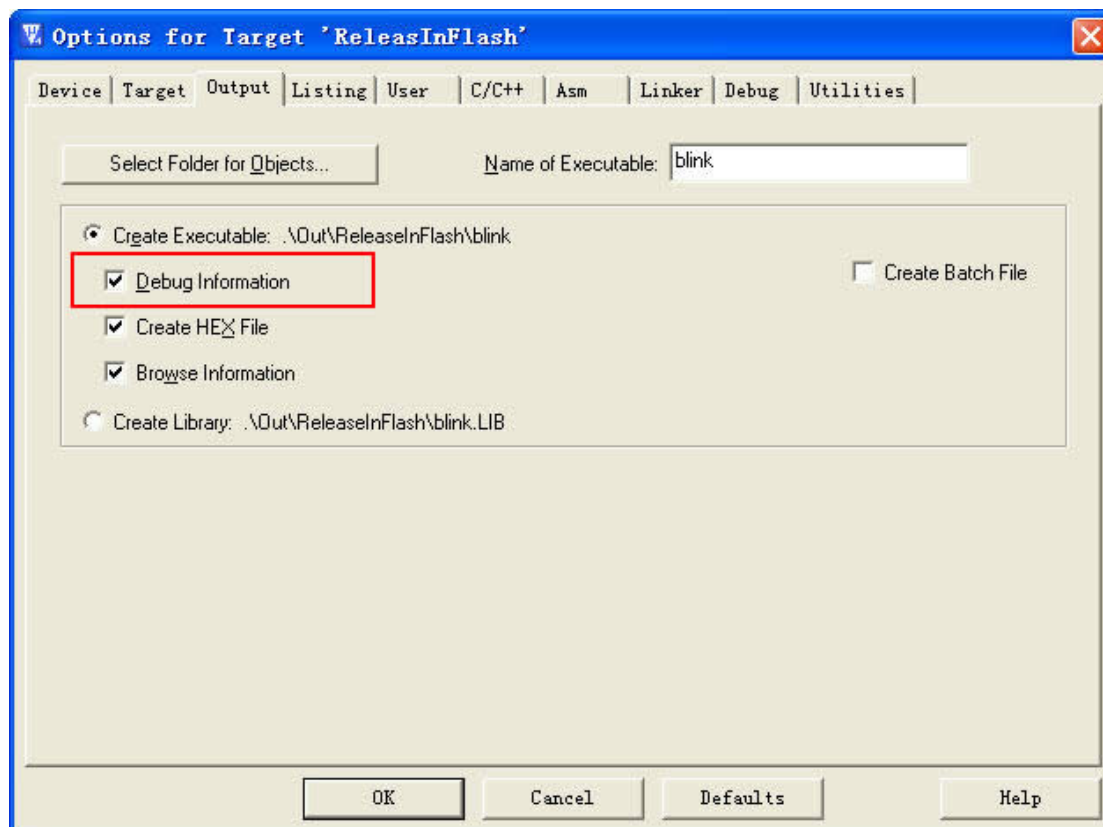 Options for Target 'ReleasInFlash'
Device Target Output Listing User C/C++ Asm Linker Debug Utilities
Select Folder for Objects... Name of Executable: blink
Create Executable: .\Out\ReleaseInFlash\blink
Debug Information Create Batch File
Create HEX File
Browse Information
Create Library: .\Out\ReleaseInFlash\blink.LIB
OK Cancel Defaults Help